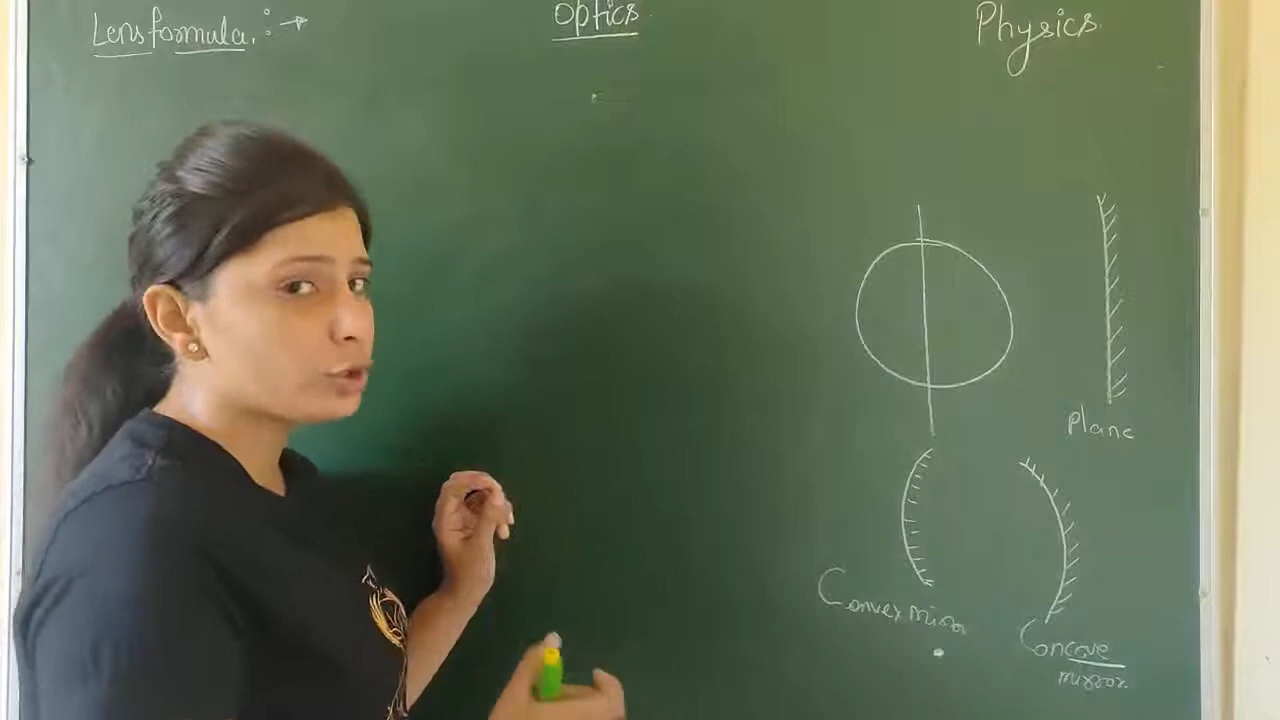 Lens formula :→
Optics
Physics
Plane
Convex mirror
Concave
mirror